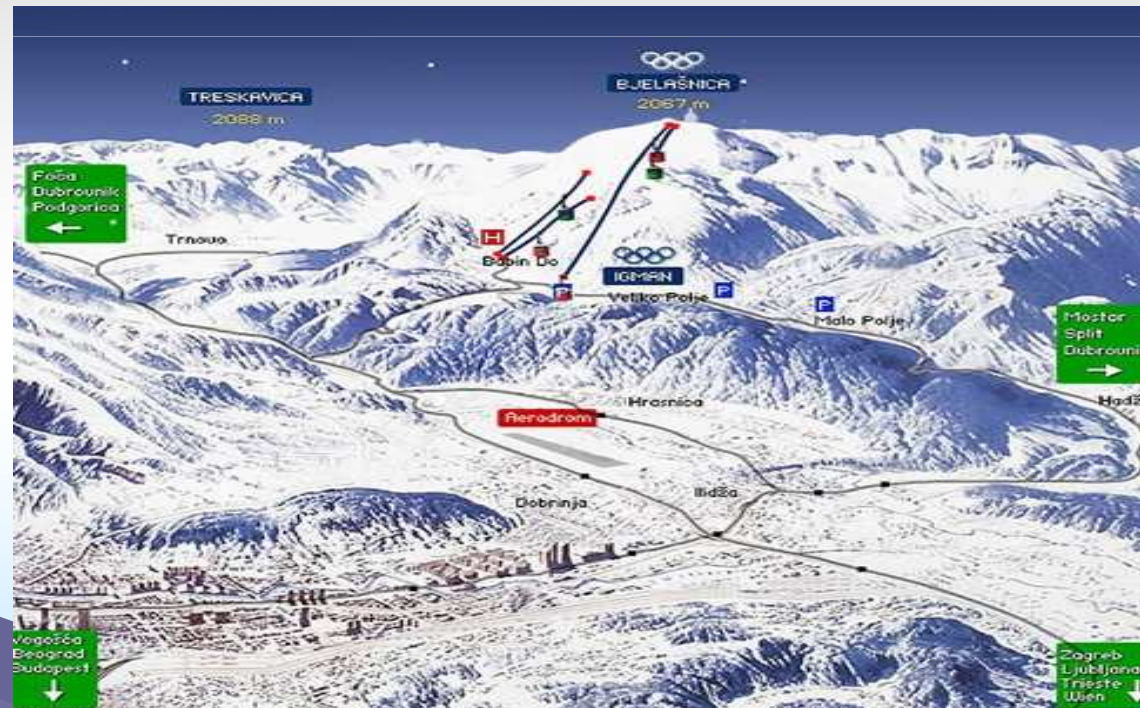 TRESKAVICA
2088 m
BJELAŠNICA
2067 m
Foča
Dubrovnik
Podgorica
Trnovo
H
Babin Do
IGMAN
P
Veliko Polje
P
P
Malo Polje
Mostar
Split
Dubrovni
Hadž
Hrasnica
Aerodrom
Ilidža
Dobrinja
Vogošća
Beograd
Budapest
Zagreb
Ljubljana
Trieste
Wien